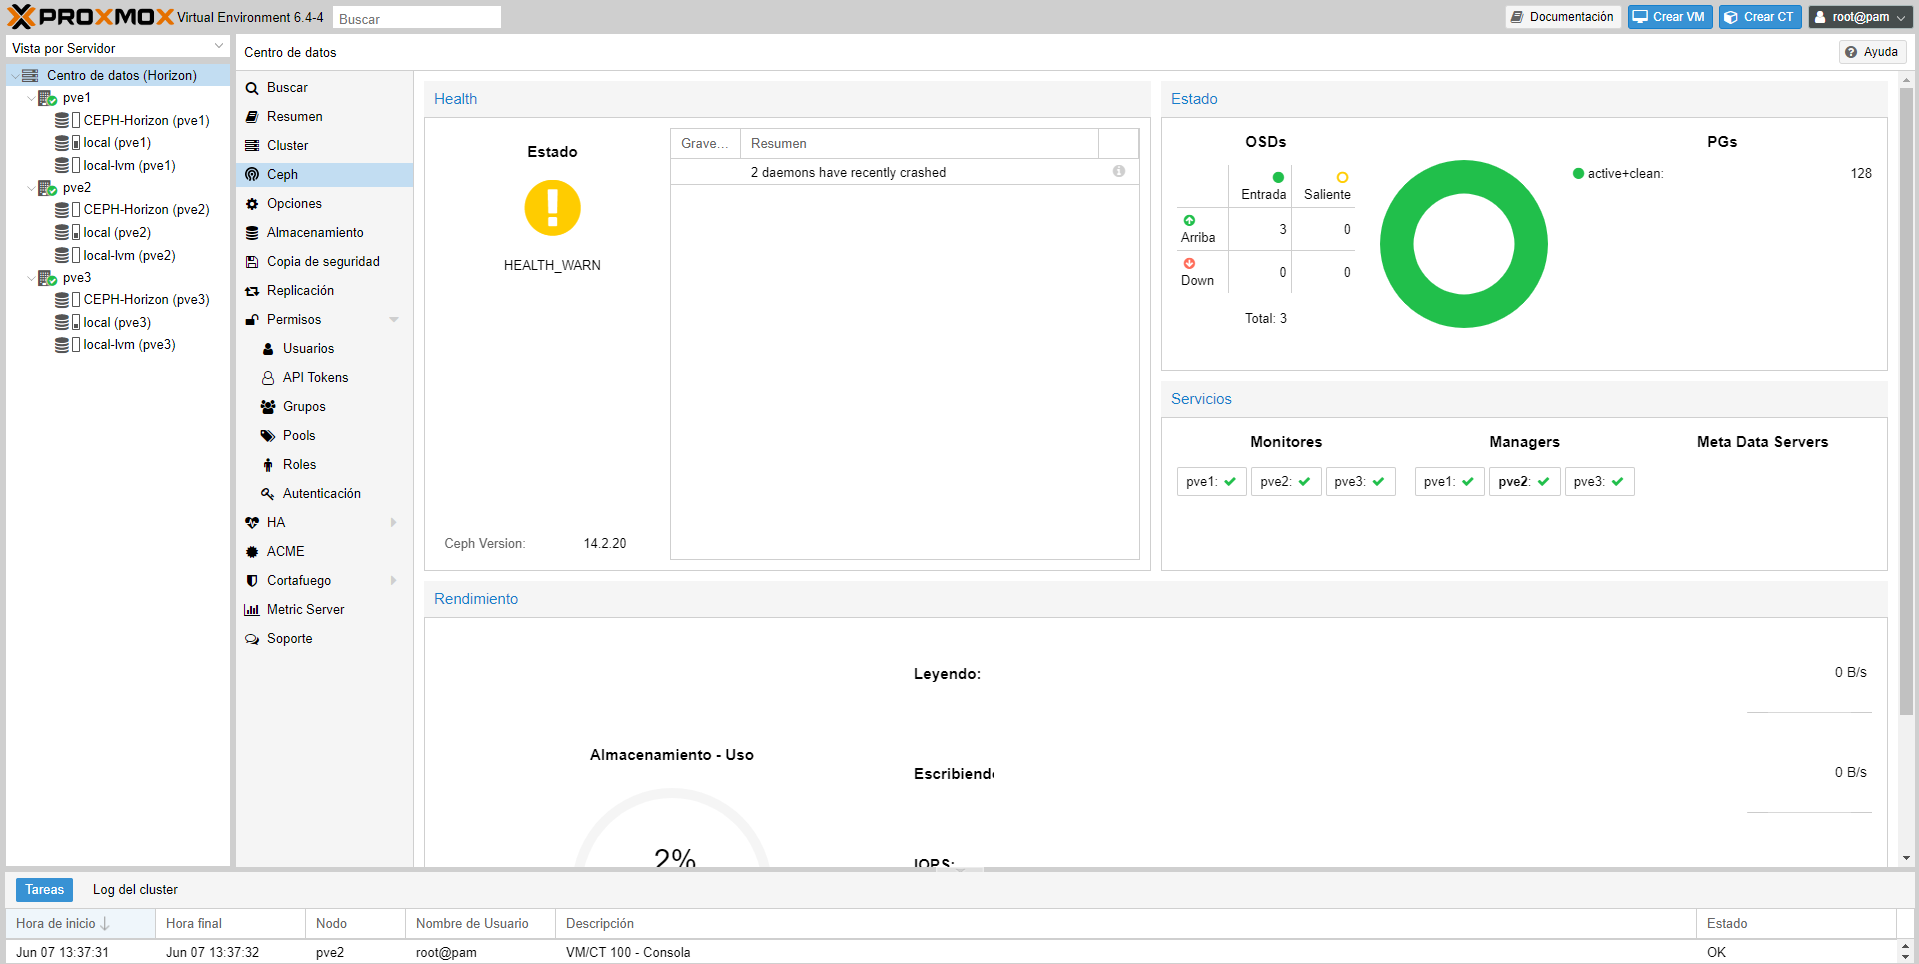 PROXMOX Virtual Environment 6.4-4
Buscar
Documentación
Crear VM
Crear CT
root@pam
Vista por Servidor
Centro de datos (Horizon)
pve1
CEPH-Horizon (pve1)
local (pve1)
local-lvm (pve1)
pve2
CEPH-Horizon (pve2)
local (pve2)
local-lvm (pve2)
pve3
CEPH-Horizon (pve3)
local (pve3)
local-lvm (pve3)
Centro de datos
Ayuda
Buscar
Resumen
Cluster
Ceph
Opciones
Almacenamiento
Copia de seguridad
Replicación
Permisos
Usuarios
API Tokens
Grupos
Pools
Roles
Autenticación
HA
ACME
Cortafuego
Metric Server
Soporte
Health
Estado
HEALTH_WARN
Ceph Version: 14.2.20
Grave... Resumen
2 daemons have recently crashed
Estado
OSDs
Entrada Saliente
Arriba 3 0
Down 0 0
Total: 3
PGs
active+clean: 128
Servicios
Monitores
pve1: pve2: pve3:
Managers
pve1: pve2: pve3:
Meta Data Servers
Rendimiento
Almacenamiento - Uso
2%
Leyendo: 0 B/s
Escribiend 0 B/s
IOPS:
Tareas Log del cluster
Hora de inicio Hora final Nodo Nombre de Usuario Descripción Estado
Jun 07 13:37:31 Jun 07 13:37:32 pve2 root@pam VM/CT 100 - Consola OK